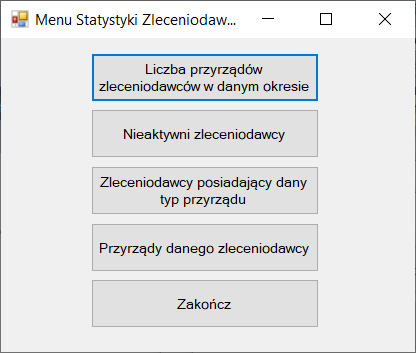 Menu Statystyki Zleceniodaw...
Liczba przyrządów
zleceniodawców w danym okresie
Nieaktywni zleceniodawcy
Zleceniodawcy posiadający dany
typ przyrządu
Przyrządy danego zleceniodawcy
Zakończ